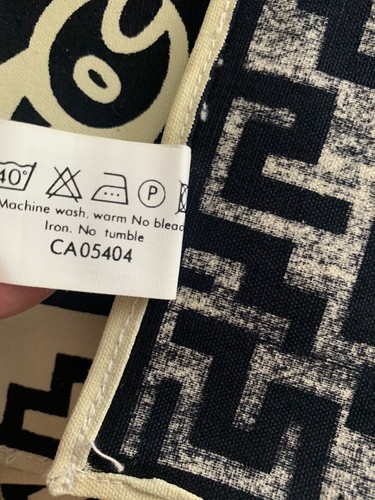 40°
P
Machine wash, warm No bleac
Iron. No tumble
CA05404